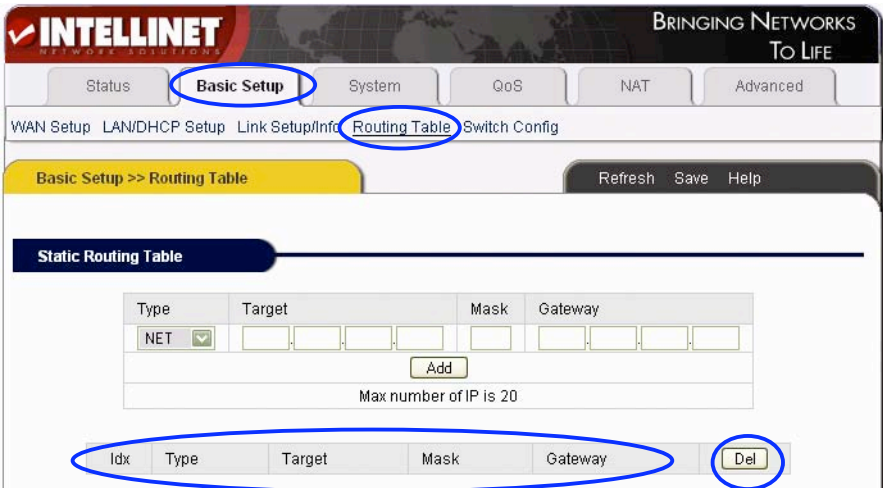 INTELLINET
NETWORK SOLUTIONS
BRINGING NETWORKS
TO LIFE
Status Basic Setup System QoS NAT Advanced
WAN Setup LAN/DHCP Setup Link Setup/Info Routing Table Switch Config
Basic Setup >> Routing Table
Refresh Save Help
Static Routing Table
Type Target Mask Gateway
NET . . . . . .
Add
Max number of IP is 20
Idx Type Target Mask Gateway Del